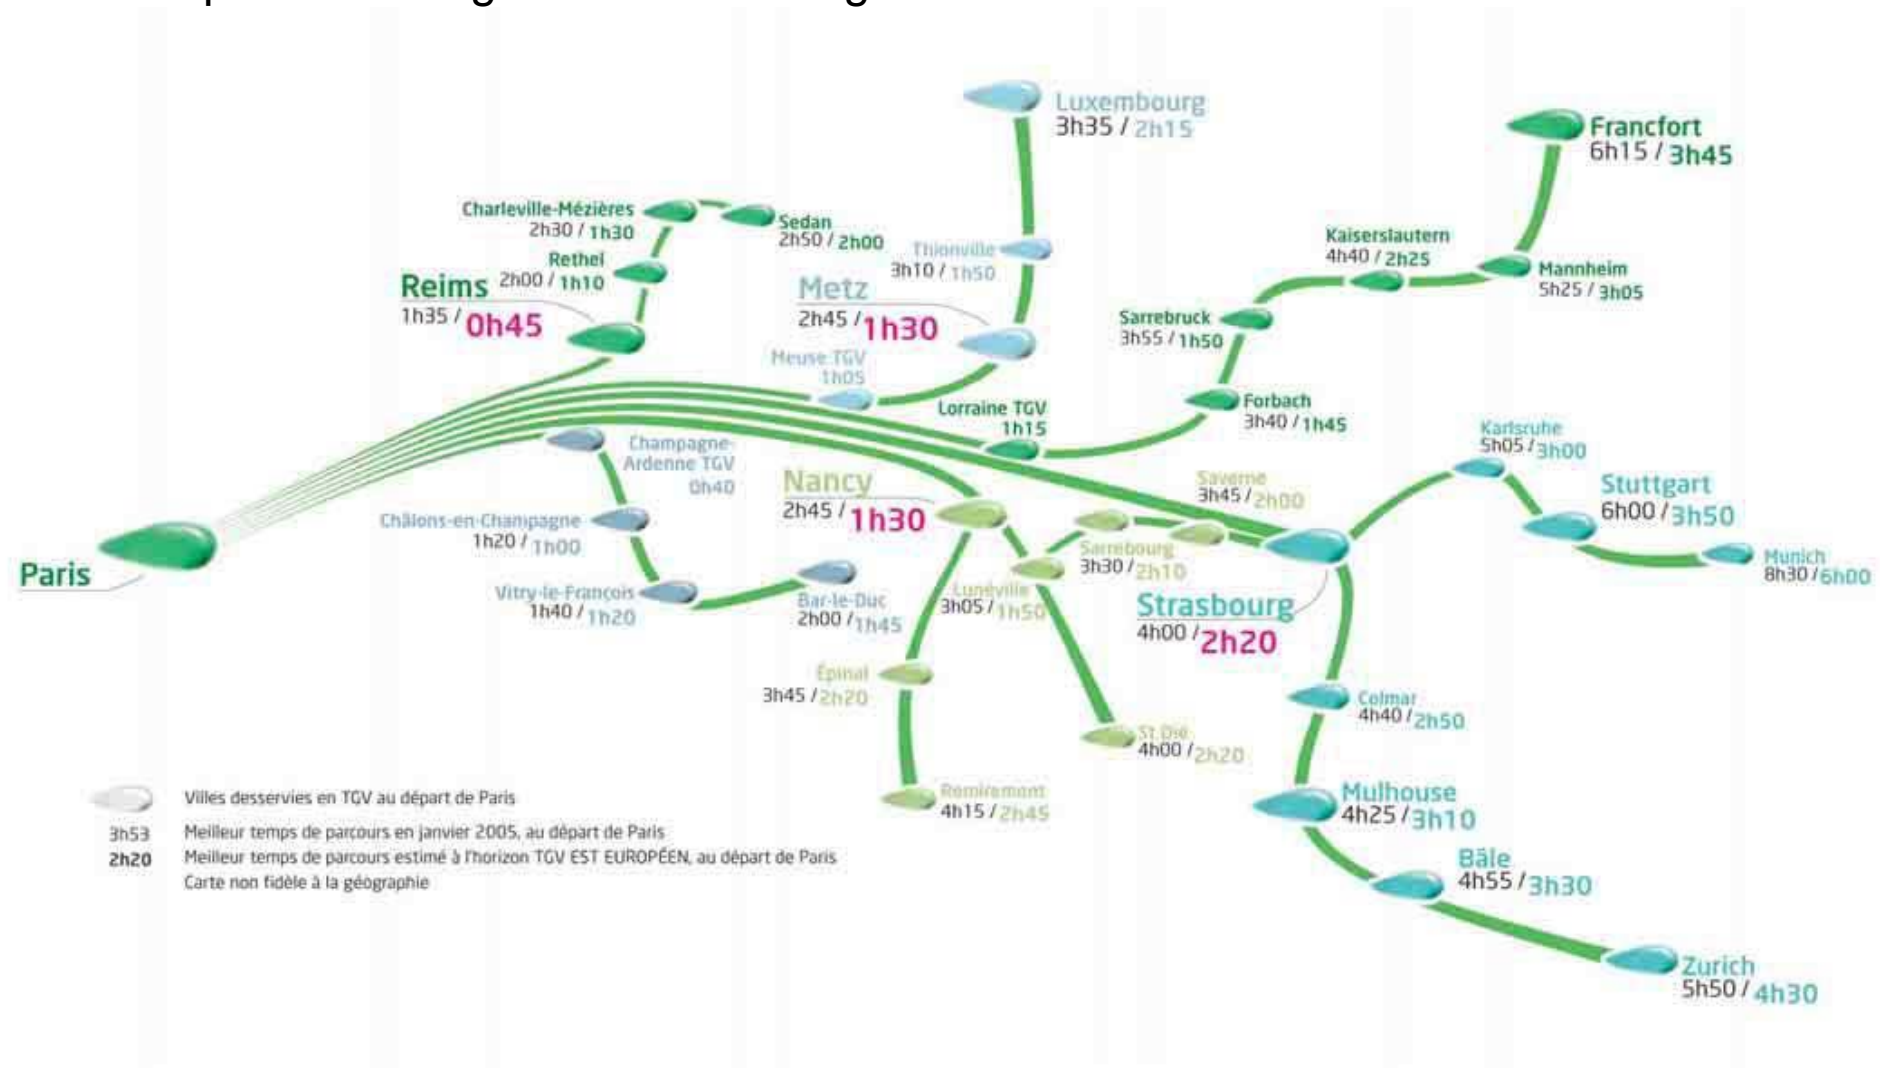 Luxembourg
3h35 / 2h15
Francfort
6h15 / 3h45
Charleville-Mézières
2h30 / 1h30
Sedan
2h50 / 2h00
Thionville
3h10 / 1h50
Kaiserslautern
4h40 / 2h25
Mannheim
5h25 / 3h05
Rethel
2h00 / 1h10
Reims
1h35 / 0h45
Metz
2h45 / 1h30
Sarrebruck
3h55 / 1h50
Meuse TGV
1h05
Lorraine TGV
1h15
Forbach
3h40 / 1h45
Champagne-
Ardenne TGV
0h40
Karlsruhe
5h05 / 3h00
Nancy
2h45 / 1h30
Saverne
3h45 / 2h00
Stuttgart
6h00 / 3h50
Châlons-en-Champagne
1h20 / 1h00
Sarrebourg
3h30 / 2h10
Munich
8h30 / 6h00
Paris
Vitry-le-François
1h40 / 1h20
Bar-le-Duc
2h00 / 1h45
Lunéville
3h05 / 1h50
Strasbourg
4h00 / 2h20
Épinal
3h45 / 2h20
Colmar
4h40 / 2h50
St Dié
4h00 / 2h20
Remiremont
4h15 / 2h45
Mulhouse
4h25 / 3h10
Bâle
4h55 / 3h30
Zurich
5h50 / 4h30
Villes desservies en TGV au départ de Paris
3h53 Meilleur temps de parcours en janvier 2005, au départ de Paris
2h20 Meilleur temps de parcours estimé à l'horizon TGV EST EUROPÉEN, au départ de Paris
Carte non fidèle à la géographie